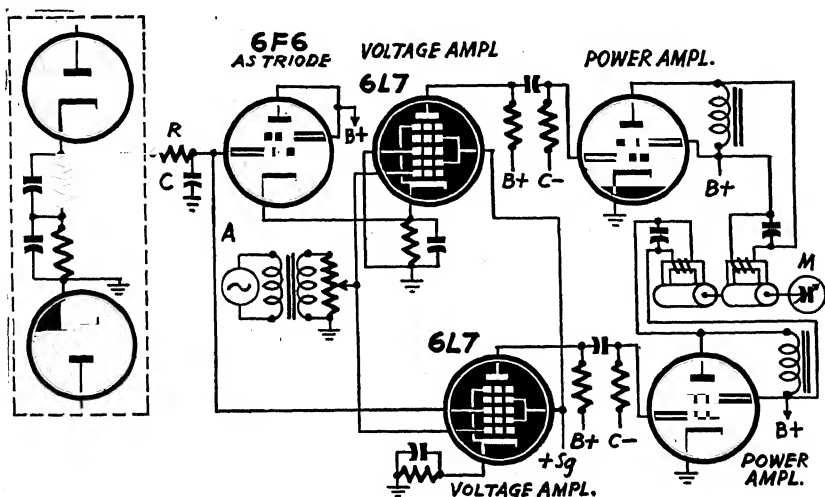 6F6
AS TRIODE
VOLTAGE AMPL
6L7
POWER AMPL.
R
C
B+
B+
C-
B+
A
M
6L7
B+
C-
+Sg
B+
VOLTAGE AMPL.
POWER
AMPL.